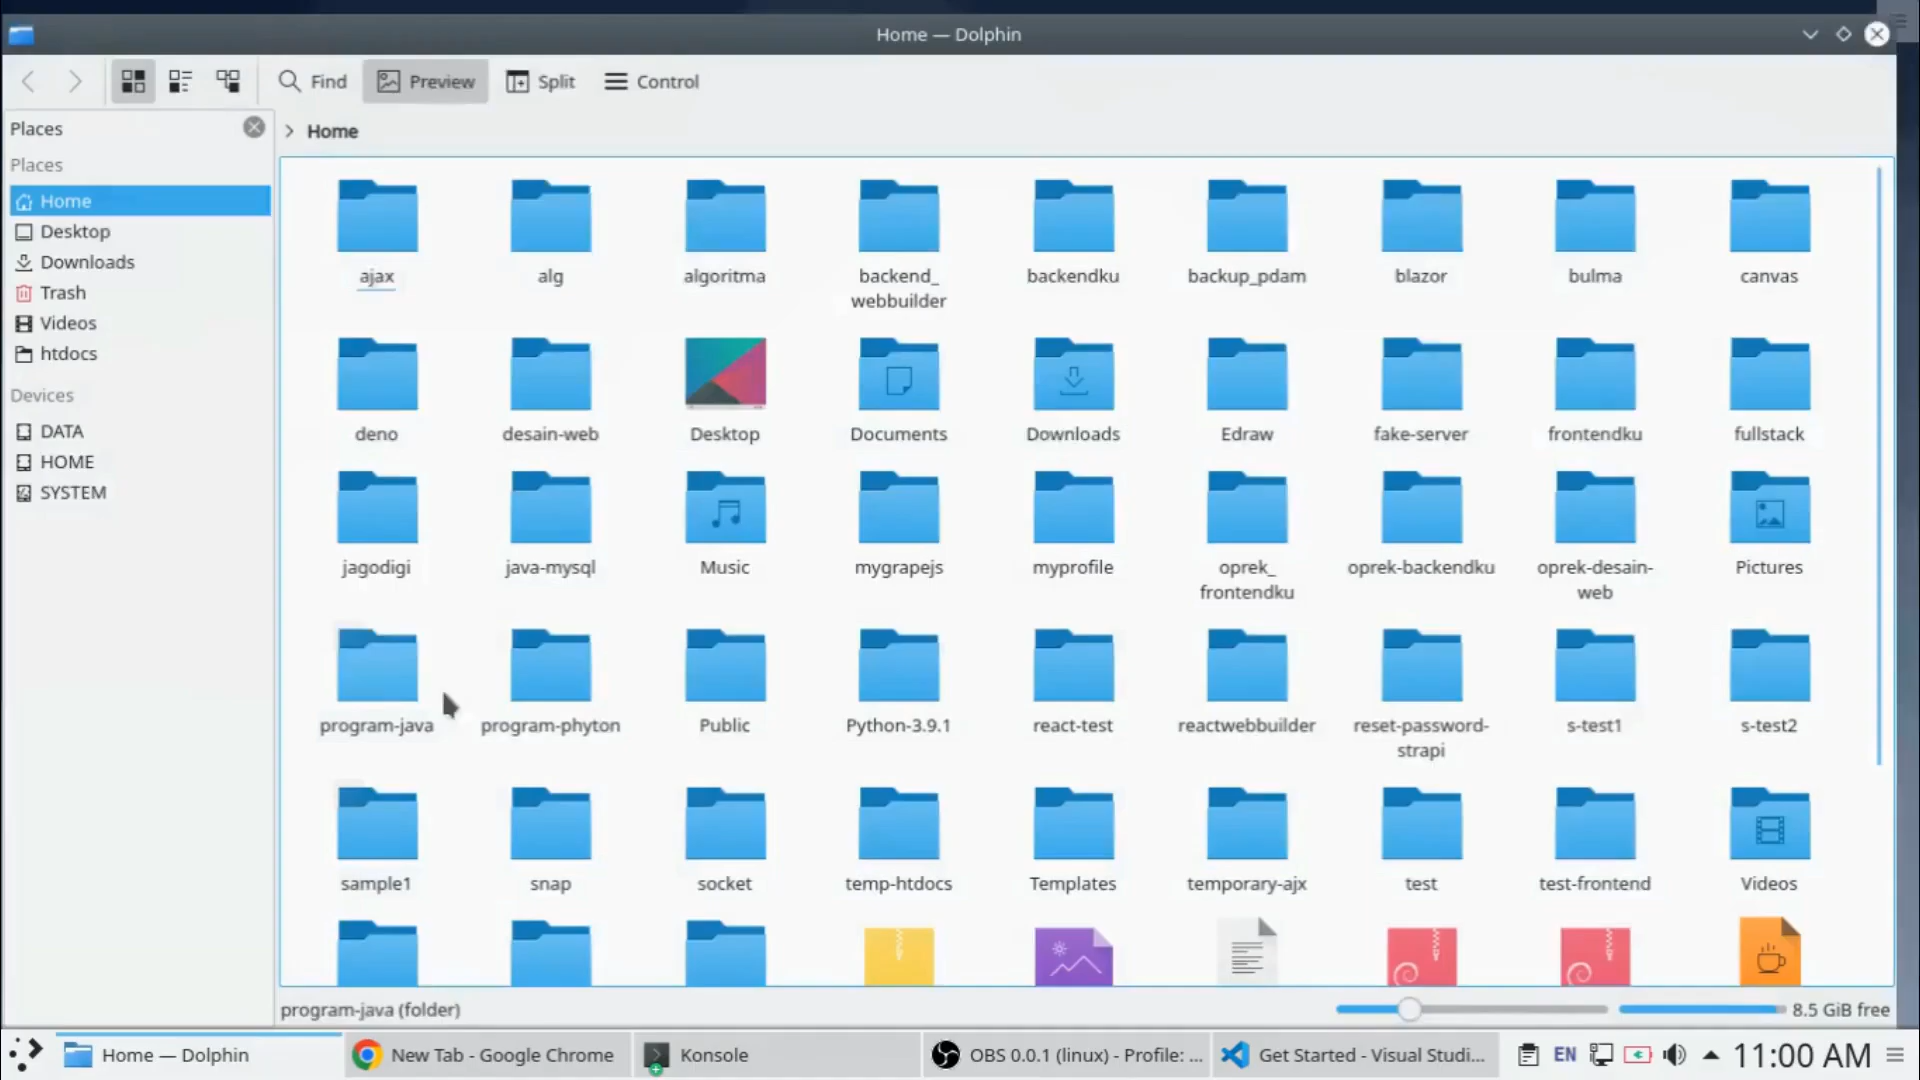 Home — Dolphin
Find
Preview
Split
Control
Places
Home
Places
Home
Desktop
Downloads
Trash
Videos
htdocs
Devices
DATA
HOME
SYSTEM
ajax
alg
algoritma
backend_
webbuilder
backendku
backup_pdam
blazor
bulma
canvas
deno
desain-web
Desktop
Documents
Downloads
Edraw
fake-server
frontendku
fullstack
jagodigi
java-mysql
Music
mygrapejs
myprofile
oprek_
frontendku
oprek-backendku
oprek-desain-
web
Pictures
program-java
program-phyton
Public
Python-3.9.1
react-test
reactwebbuilder
reset-password-
strapi
s-test1
s-test2
sample1
snap
socket
temp-htdocs
Templates
temporary-ajx
test
test-frontend
Videos
program-java (folder)
8.5 GiB free
Home — Dolphin
New Tab - Google Chrome
Konsole
OBS 0.0.1 (linux) - Profile: ...
Get Started - Visual Studi...
EN
11:00 AM